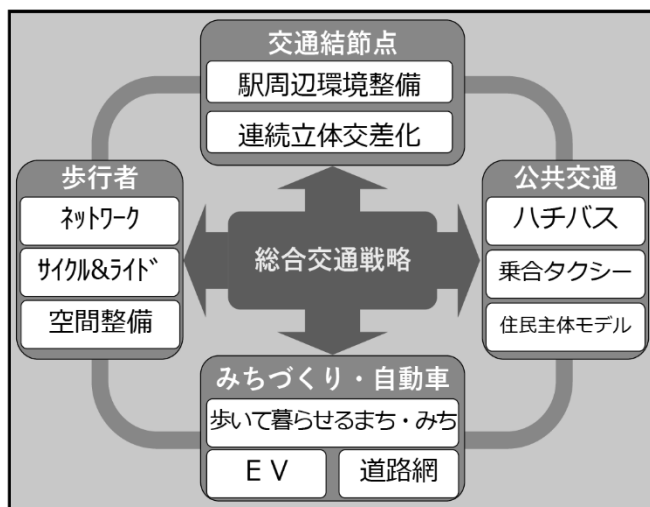 交通結節点
駅周辺環境整備
連続立体交差化
歩行者
ﾈｯﾄﾜｰｸ
ｻｲｸﾙ&ﾗｲﾄﾞ
空間整備
総合交通戦略
公共交通
ハチバス
乗合タクシー
住民主体モデル
みちづくり・自動車
歩いて暮らせるまち・みち
ＥＶ
道路網